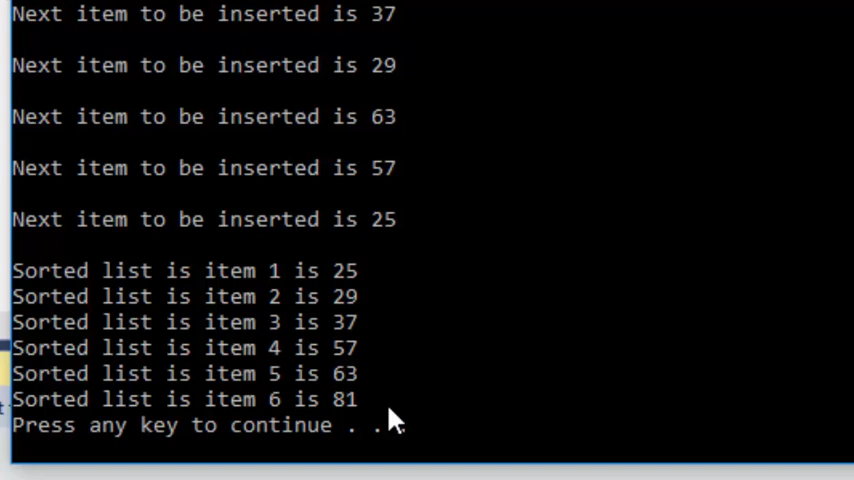 Next item to be inserted is 37
Next item to be inserted is 29
Next item to be inserted is 63
Next item to be inserted is 57
Next item to be inserted is 25
Sorted list is item 1 is 25
Sorted list is item 2 is 29
Sorted list is item 3 is 37
Sorted list is item 4 is 57
Sorted list is item 5 is 63
Sorted list is item 6 is 81
Press any key to continue . . .